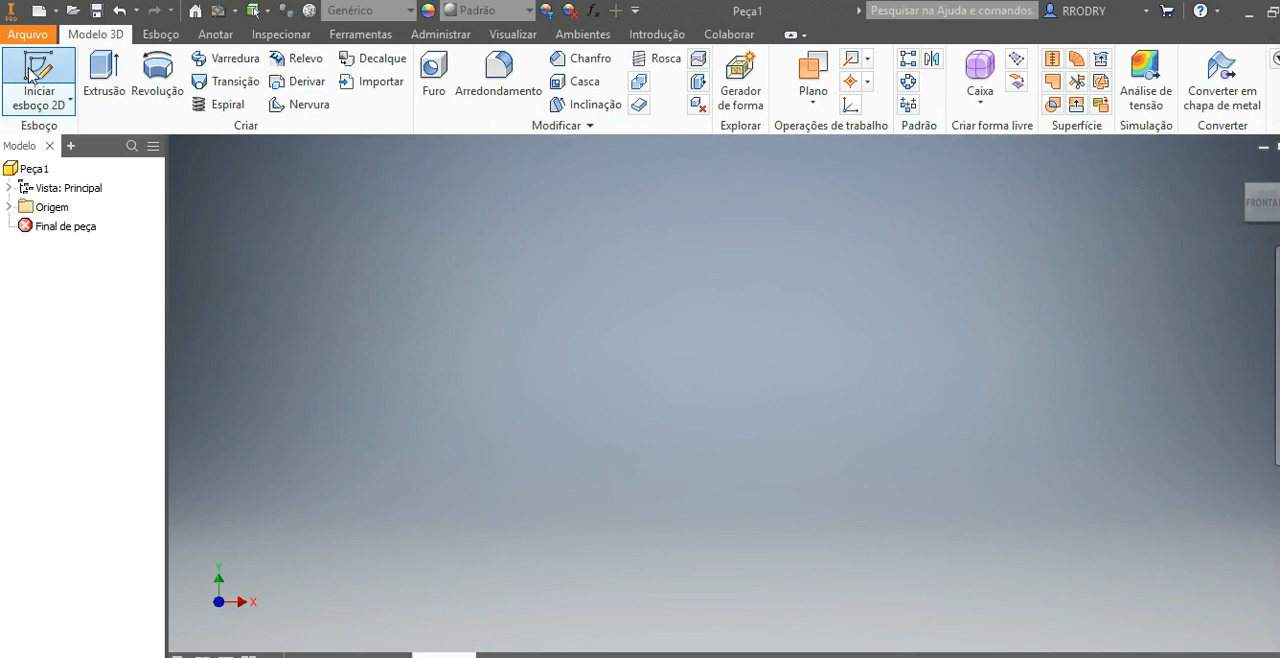 PRO Genérico Padrão fx Peça1 Pesquisar na Ajuda e comandos. RRODRY ?
Arquivo Modelo 3D Esboço Anotar Inspecionar Ferramentas Administrar Visualizar Ambientes Introdução Colaborar
Iniciar esboço 2D
Extrusão
Revolução
Varredura
Transição
Espiral
Relevo
Derivar
Nervura
Decalque
Importar
Furo
Arredondamento
Chanfro
Casca
Inclinação
Rosca
Gerador de forma
Plano
Caixa
Análise de tensão
Converter em chapa de metal
Esboço Criar Modificar Explorar Operações de trabalho Padrão Criar forma livre Superfície Simulação Converter
Modelo
Peça1
Vista: Principal
Origem
Final de peça
FRONTA
Y
X